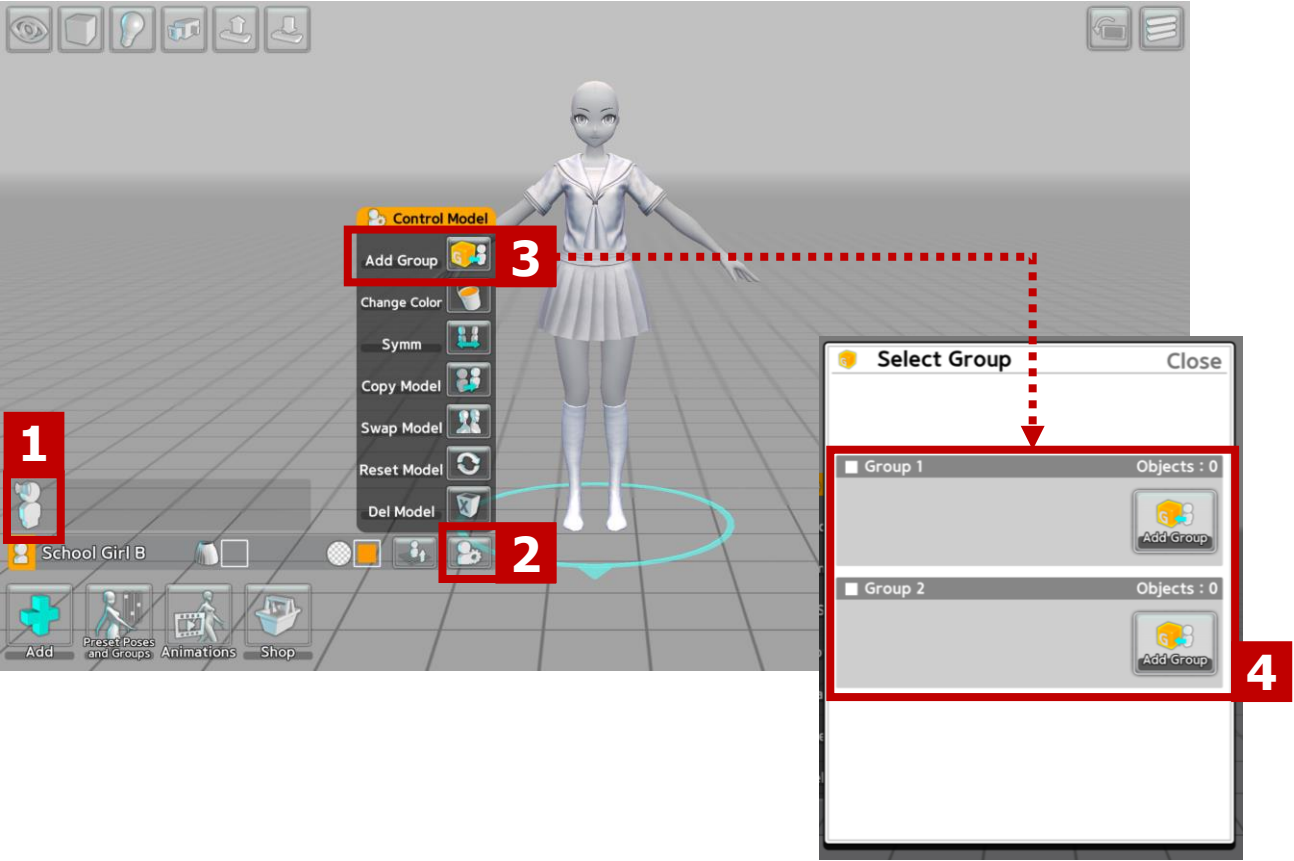 Control Model
Add Group
3
Change Color
Symm
Copy Model
Swap Model
Reset Model
Del Model
1
School Girl B
2
Add
Preset Poses
and Groups
Animations
Shop
Select Group
Close
Group 1
Objects : 0
Add Group
Group 2
Objects : 0
Add Group
4